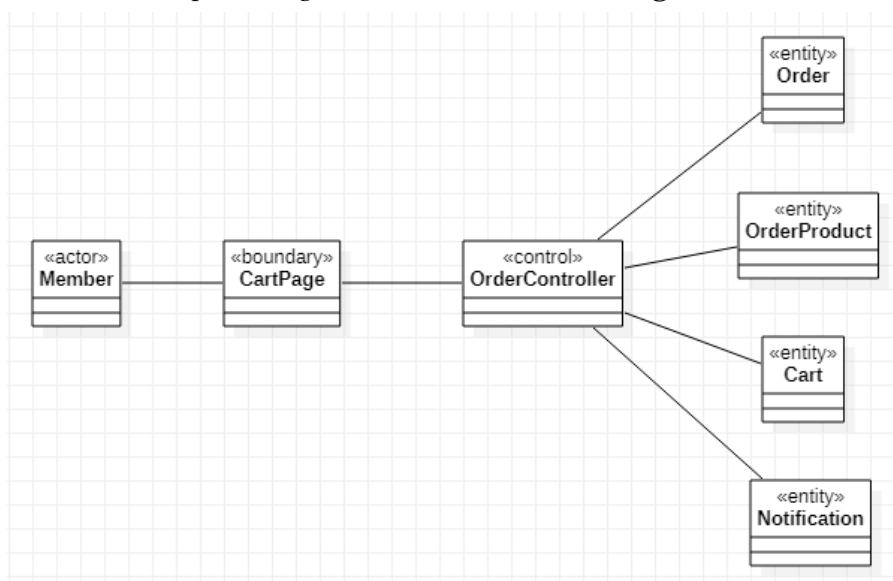 «entity»
Order
«entity»
OrderProduct
«actor»
Member
«boundary»
CartPage
«control»
OrderController
«entity»
Cart
«entity»
Notification